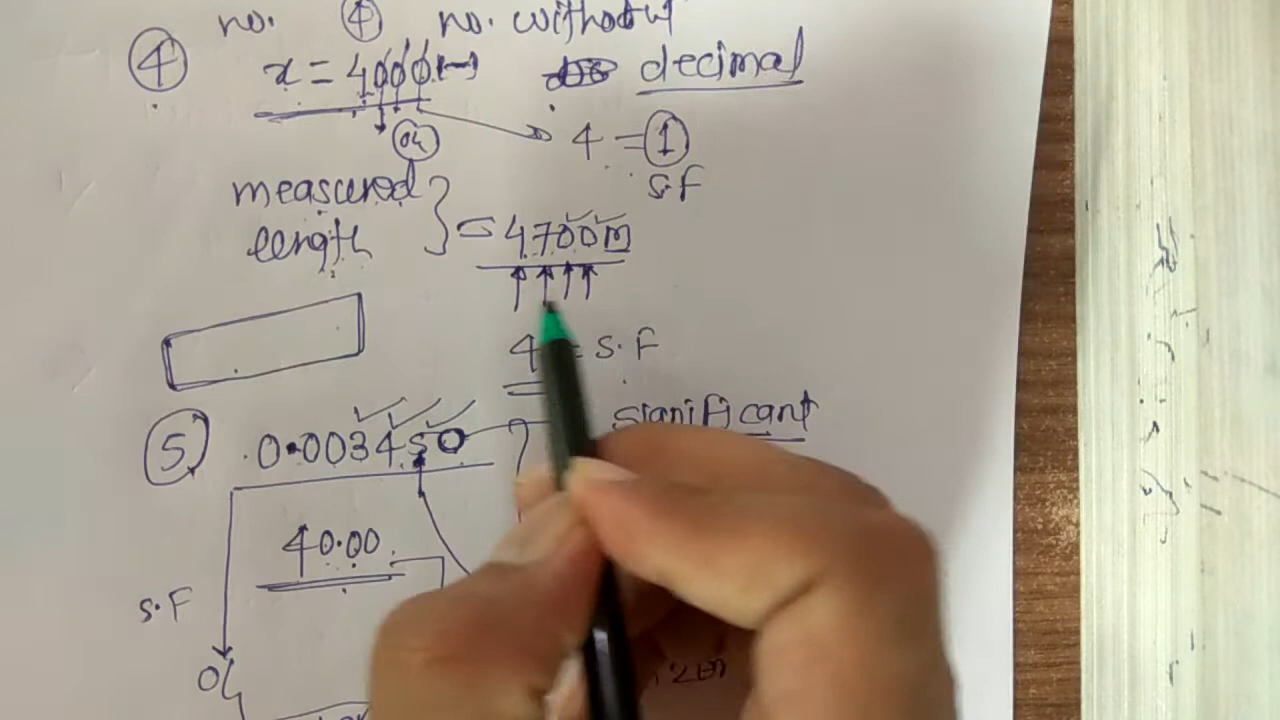 no. ④ no. without
④ x = 4000 decimal
04 4 = ① s.f
measured
length } = 4700m
4 = S.F
⑤ 0.003450 significant
40.00
S.F